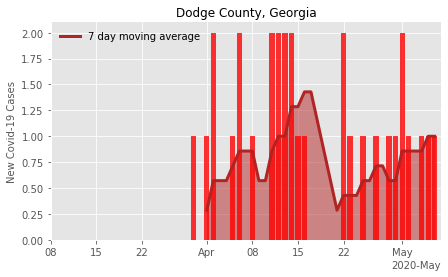 Dodge County, Georgia
7 day moving average
New Covid-19 Cases
2.00
1.75
1.50
1.25
1.00
0.75
0.50
0.25
0.00
08 15 22 Apr 08 15 22 May
2020-May